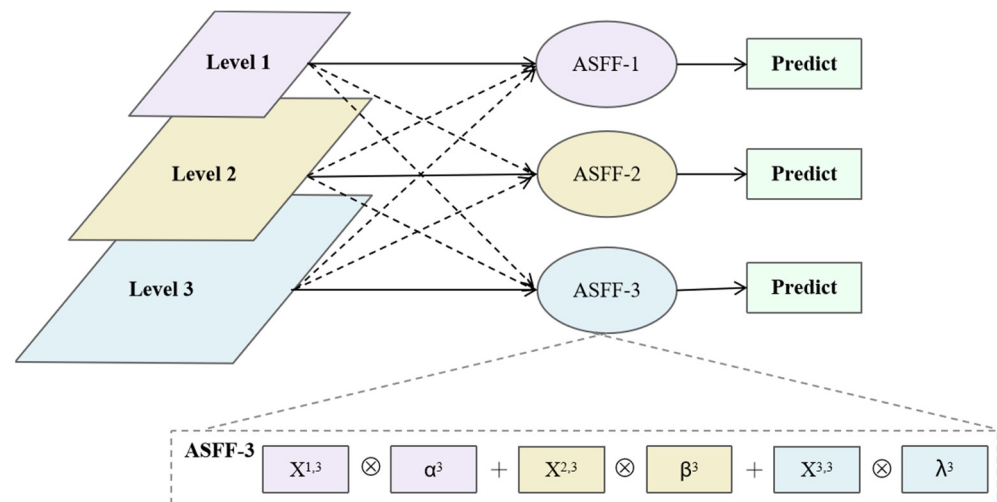 Level 1
ASFF-1
Predict
Level 2
ASFF-2
Predict
Level 3
ASFF-3
Predict
ASFF-3
X¹,³ ⊗ α³ + X²,³ ⊗ β³ + X³,³ ⊗ λ³